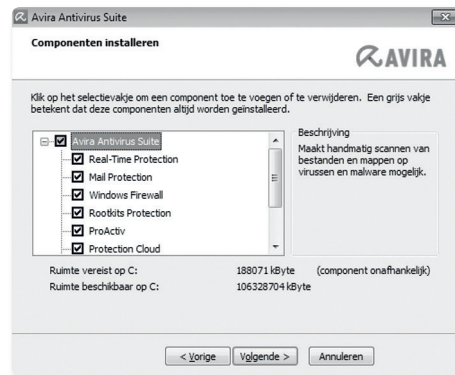 Avira Antivirus Suite
Componenten installeren
AVIRA
Klik op het selectievakje om een component toe te voegen of te verwijderen. Een grijs vakje
betekent dat deze componenten altijd worden geïnstalleerd.
Avira Antivirus Suite
Real-Time Protection
Mail Protection
Windows Firewall
Rootkits Protection
ProActiv
Protection Cloud
Beschrijving
Maakt handmatig scannen van
bestanden en mappen op
virussen en malware mogelijk.
Ruimte vereist op C: 188071 kByte (component onafhankelijk)
Ruimte beschikbaar op C: 106328704 kByte
< Vorige Volgende > Annuleren